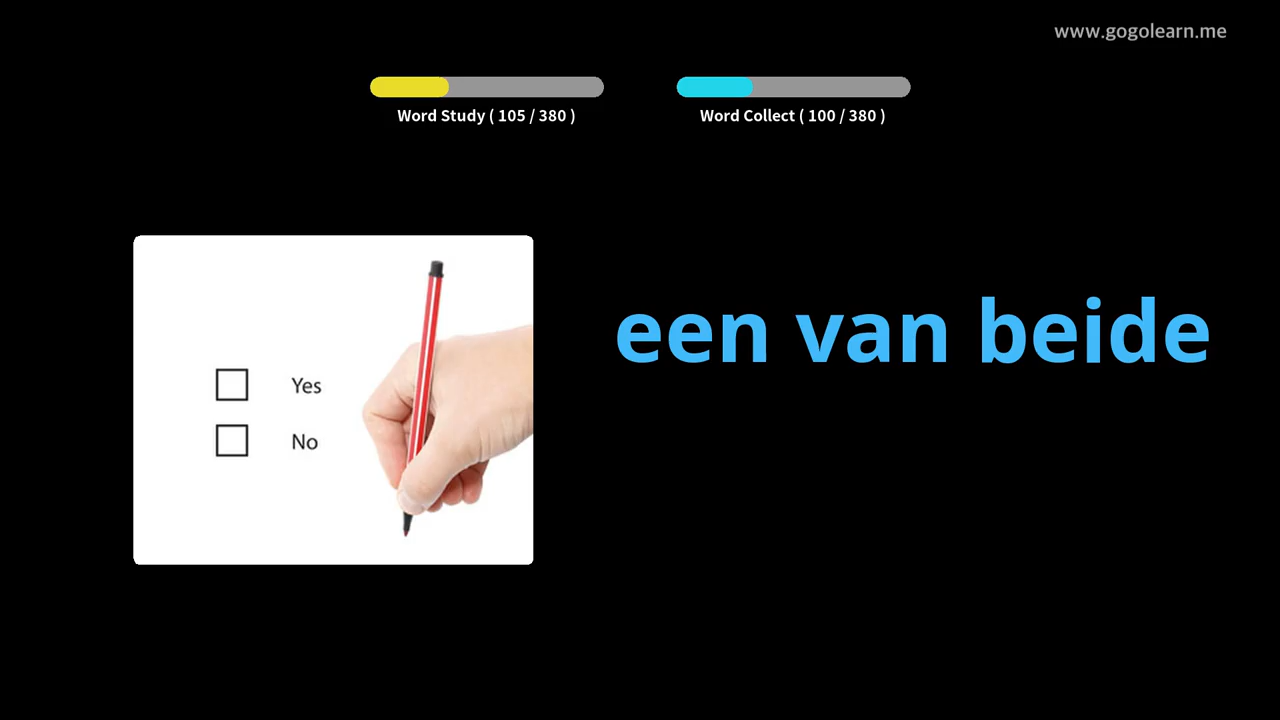 www.gogolearn.me
Word Study ( 105 / 380 )
Word Collect ( 100 / 380 )
een van beide
Yes
No